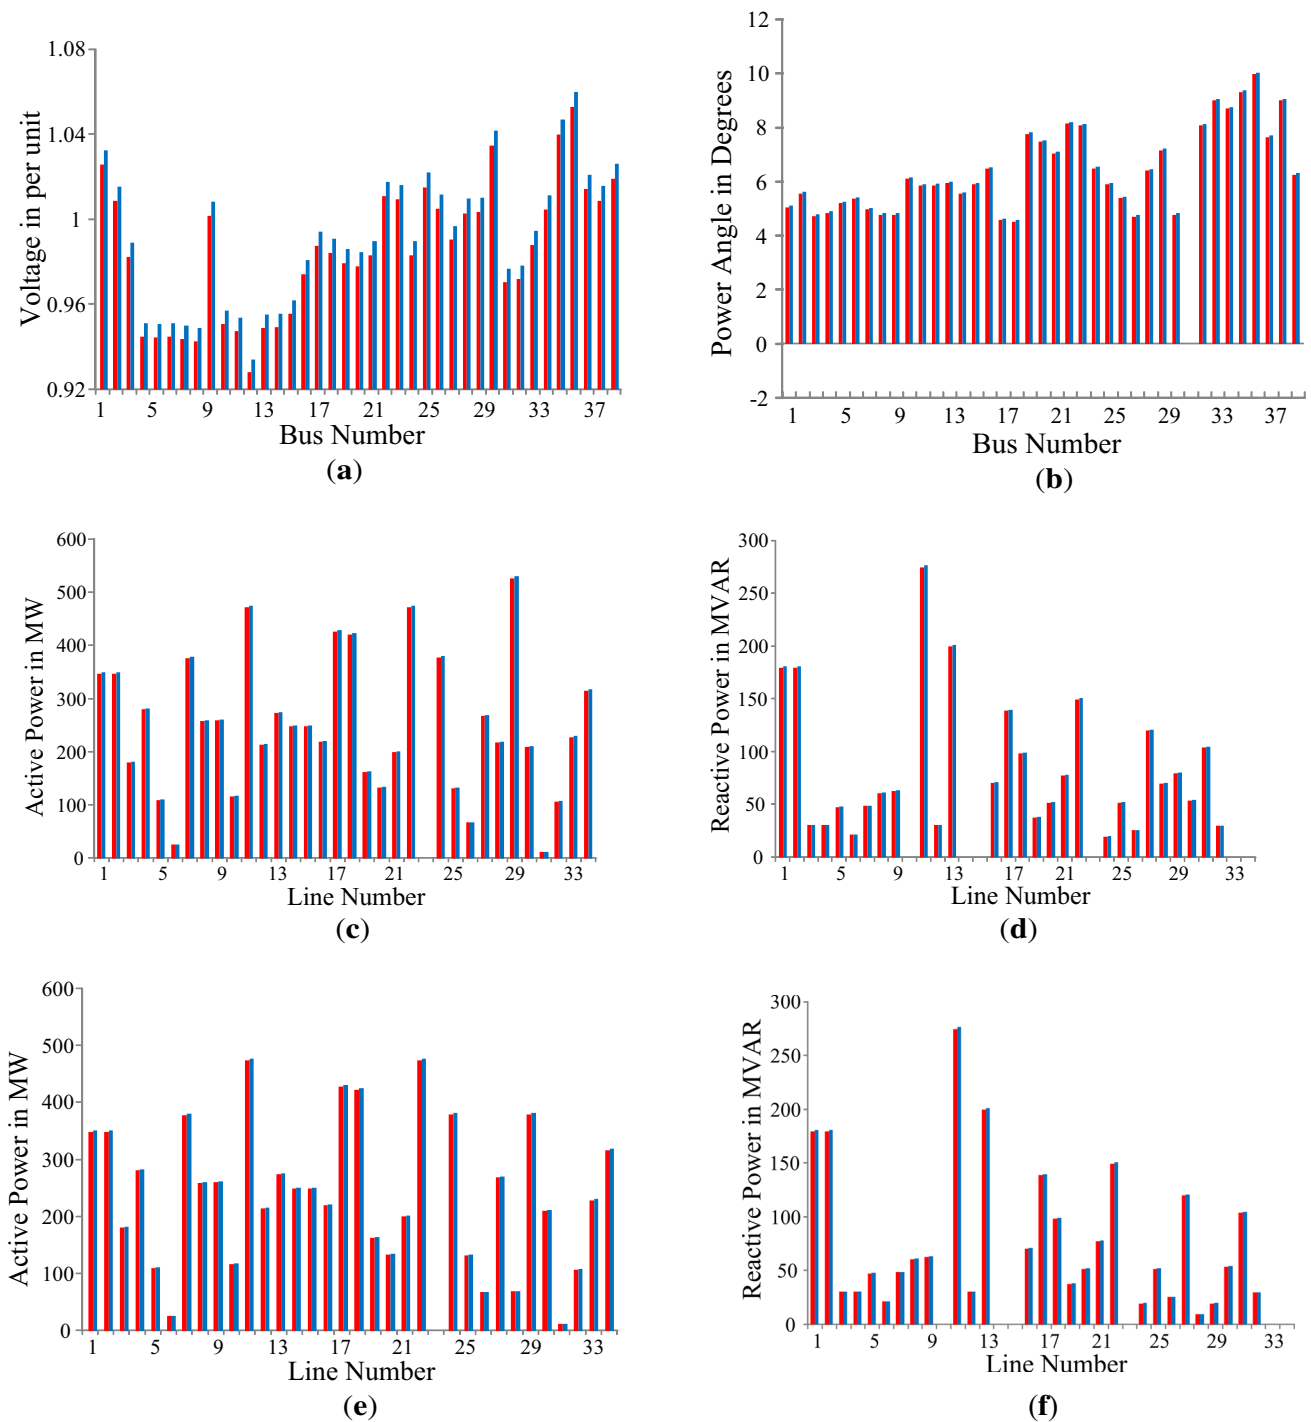 1.08
1.04
1
0.96
0.92
Voltage in per unit
1 5 9 13 17 21 25 29 33 37
Bus Number
(a)
12
10
8
6
4
2
0
-2
Power Angle in Degrees
1 5 9 13 17 21 25 29 33 37
Bus Number
(b)
600
500
400
300
200
100
0
Active Power in MW
1 5 9 13 17 21 25 29 33
Line Number
(c)
300
250
200
150
100
50
0
Reactive Power in MVAR
1 5 9 13 17 21 25 29 33
Line Number
(d)
600
500
400
300
200
100
0
Active Power in MW
1 5 9 13 17 21 25 29 33
Line Number
(e)
300
250
200
150
100
50
0
Reactive Power in MVAR
1 5 9 13 17 21 25 29 33
Line Number
(f)